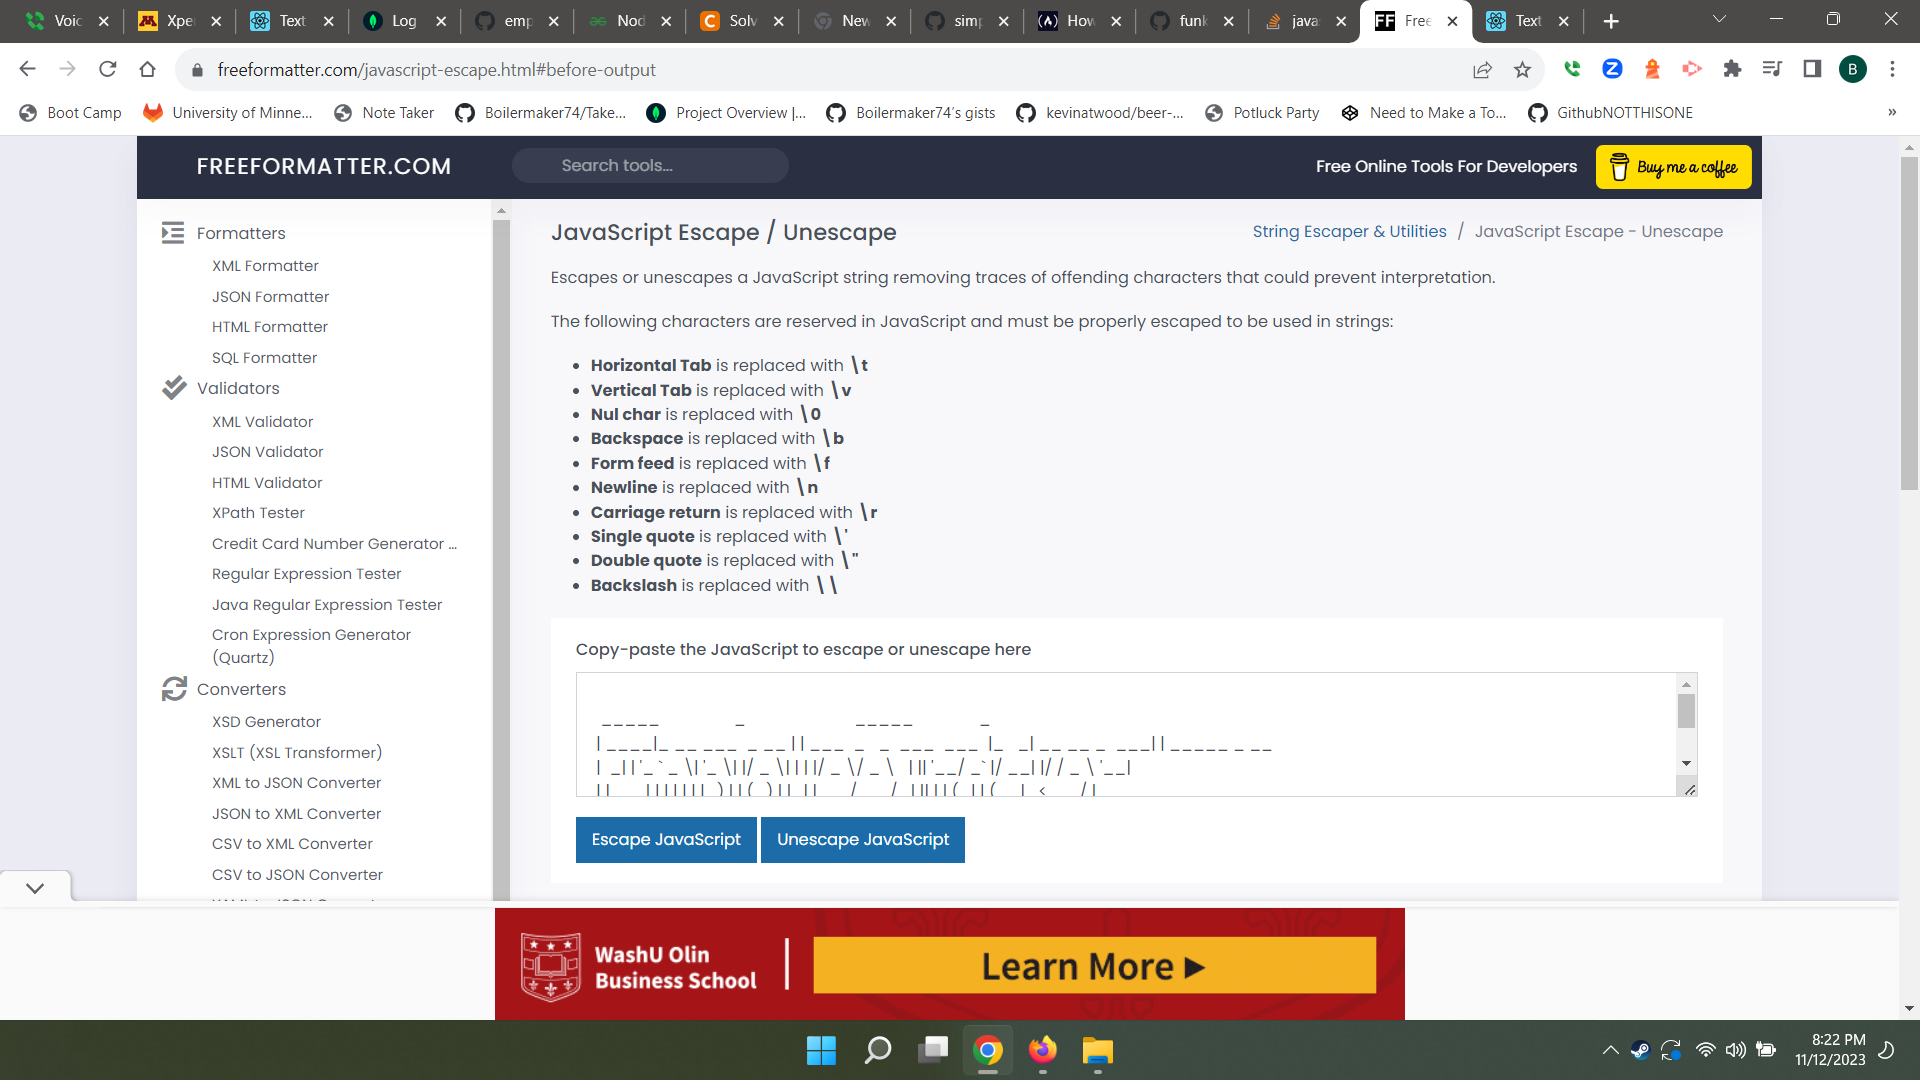 Voic
Xper
Text
Log
emp
Nod
Solv
New
simp
How
funk
java
Free
Text
freeformatter.com/javascript-escape.html#before-output
Boot Camp
University of Minne...
Note Taker
Boilermaker74/Take...
Project Overview |...
Boilermaker74's gists
kevinatwood/beer-...
Potluck Party
Need to Make a To...
GithubNOTTHISONE
»
FREEFORMATTER.COM
Search tools...
Free Online Tools For Developers
Buy me a coffee
Formatters
XML Formatter
JSON Formatter
HTML Formatter
SQL Formatter
Validators
XML Validator
JSON Validator
HTML Validator
XPath Tester
Credit Card Number Generator ...
Regular Expression Tester
Java Regular Expression Tester
Cron Expression Generator
(Quartz)
Converters
XSD Generator
XSLT (XSL Transformer)
XML to JSON Converter
JSON to XML Converter
CSV to XML Converter
CSV to JSON Converter
JavaScript Escape / Unescape
String Escaper & Utilities / JavaScript Escape - Unescape
Escapes or unescapes a JavaScript string removing traces of offending characters that could prevent interpretation.
The following characters are reserved in JavaScript and must be properly escaped to be used in strings:
• Horizontal Tab is replaced with \t
• Vertical Tab is replaced with \v
• Nul char is replaced with \0
• Backspace is replaced with \b
• Form feed is replaced with \f
• Newline is replaced with \n
• Carriage return is replaced with \r
• Single quote is replaced with \'
• Double quote is replaced with \"
• Backslash is replaced with \\
Copy-paste the JavaScript to escape or unescape here
Escape JavaScript
Unescape JavaScript
WashU Olin
Business School
Learn More ►
8:22 PM
11/12/2023